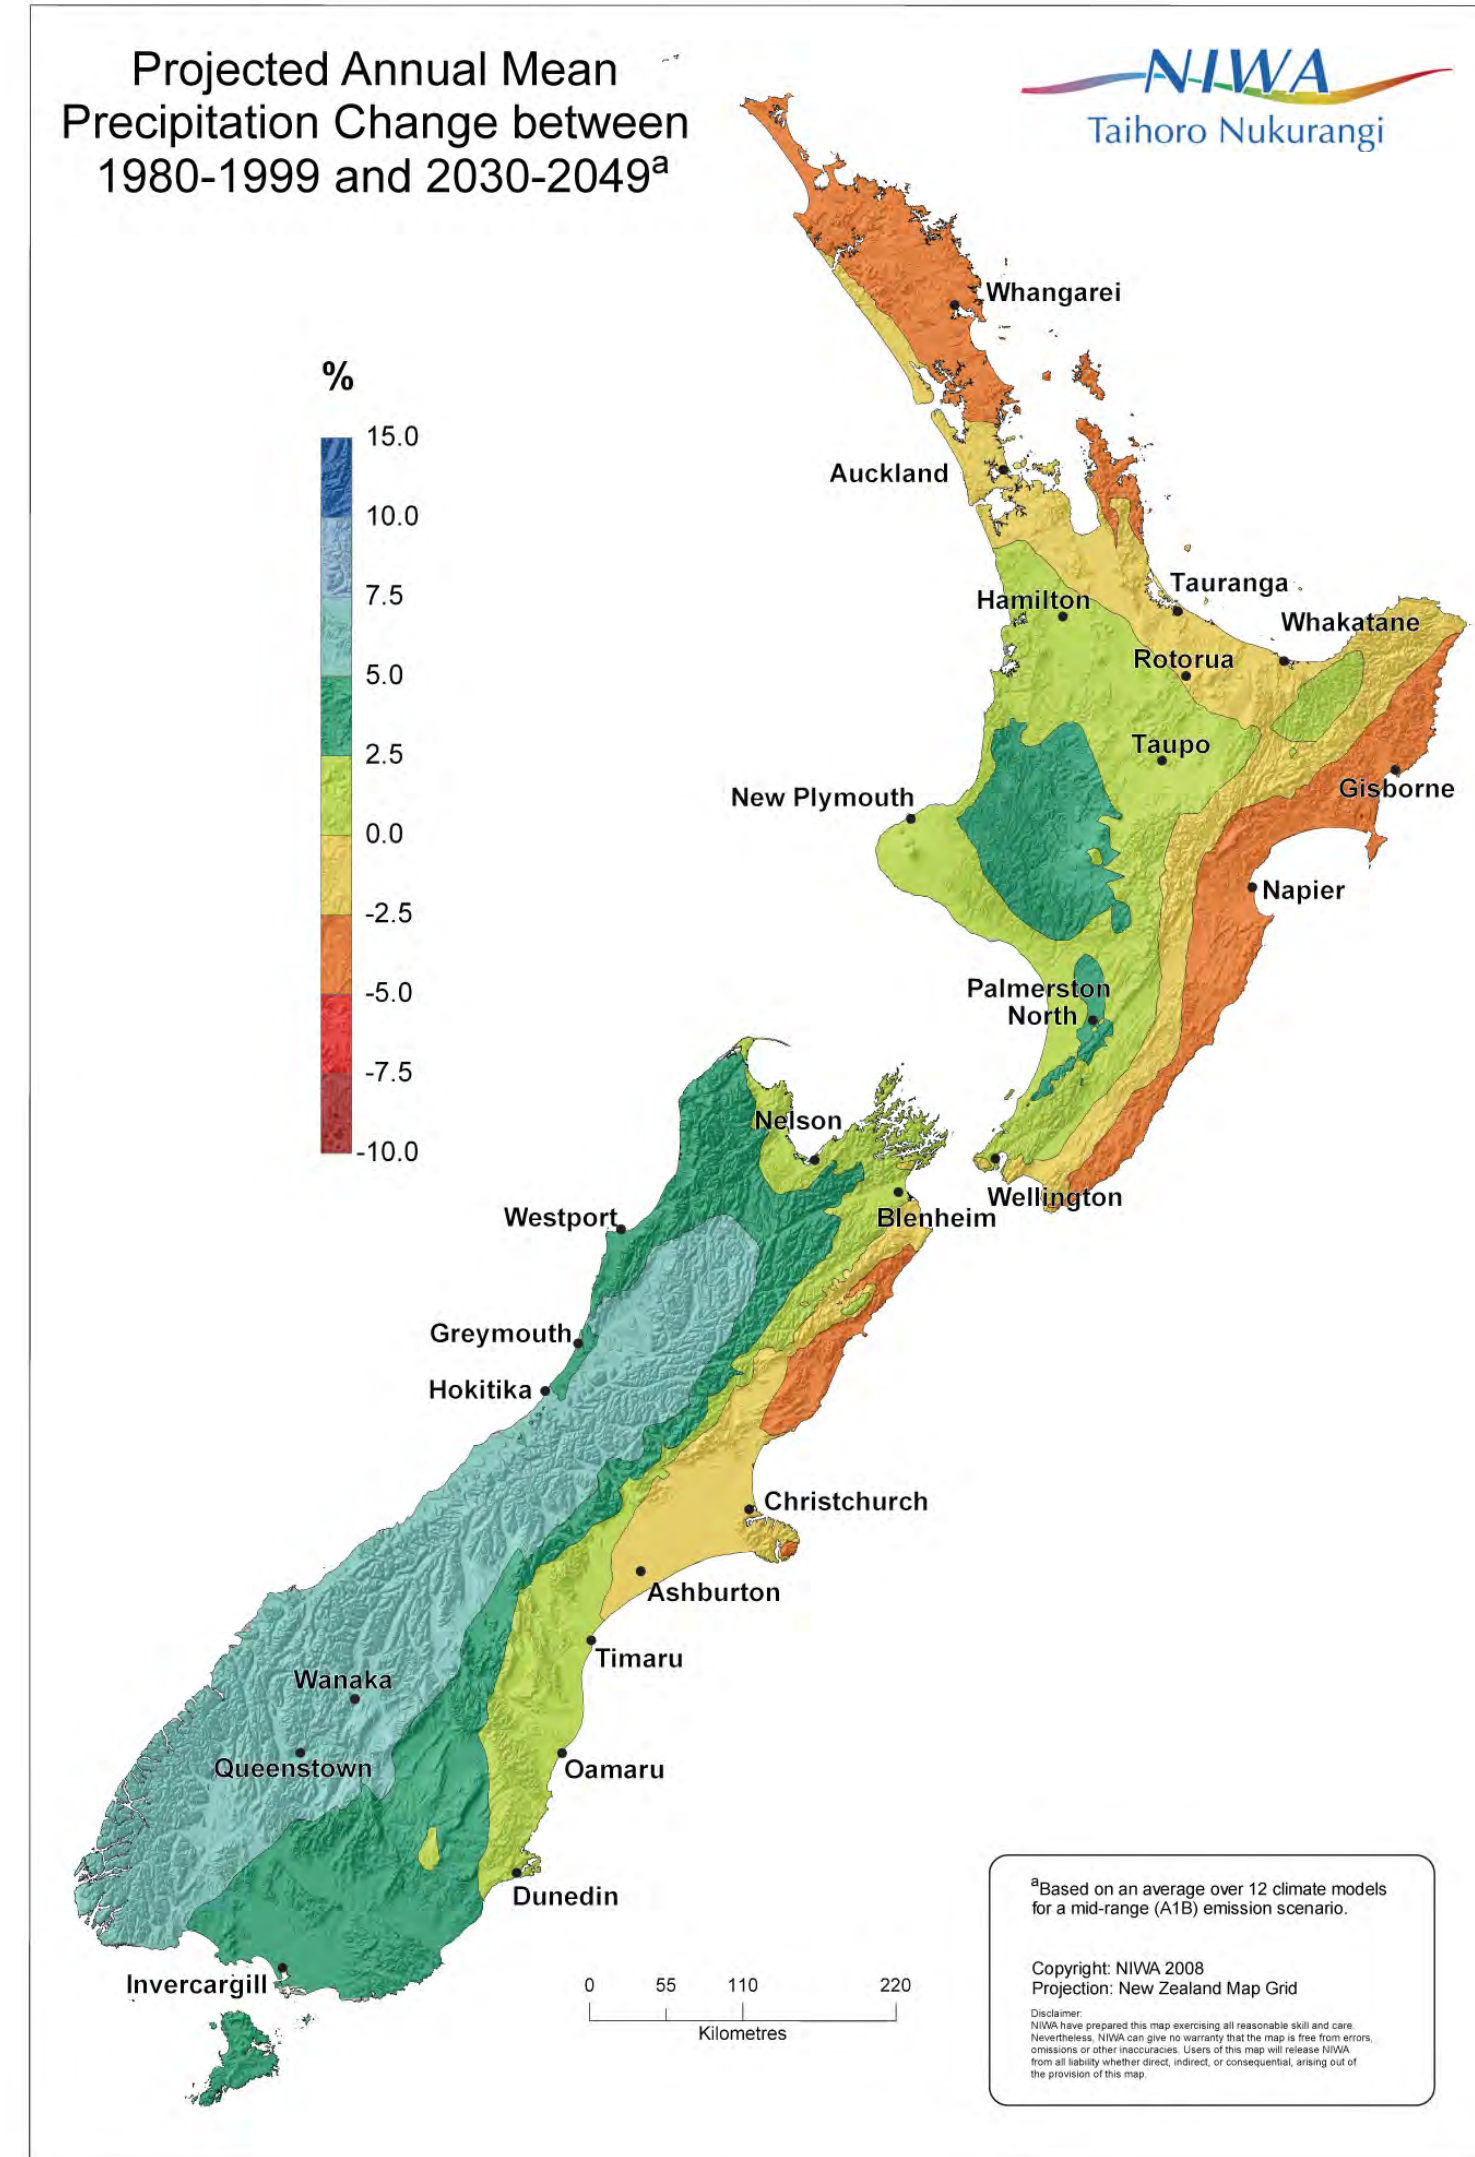 Projected Annual Mean
Precipitation Change between
1980-1999 and 2030-2049a
NIWA
Taihoro Nukurangi
%
15.0
10.0
7.5
5.0
2.5
0.0
-2.5
-5.0
-7.5
-10.0
Whangarei
Auckland
Tauranga
Hamilton
Whakatane
Rotorua
Taupo
Gisborne
New Plymouth
Napier
Palmerston
North
Nelson
Wellington
Blenheim
Westport
Greymouth
Hokitika
Christchurch
Ashburton
Timaru
Wanaka
Queenstown
Oamaru
Dunedin
Invercargill
0 55 110 220
Kilometres
aBased on an average over 12 climate models
for a mid-range (A1B) emission scenario.
Copyright: NIWA 2008
Projection: New Zealand Map Grid
Disclaimer:
NIWA have prepared this map exercising all reasonable skill and care.
Nevertheless, NIWA can give no warranty that the map is free from errors,
omissions or other inaccuracies. Users of this map will release NIWA
from all liability whether direct, indirect, or consequential, arising out of
the provision of this map.